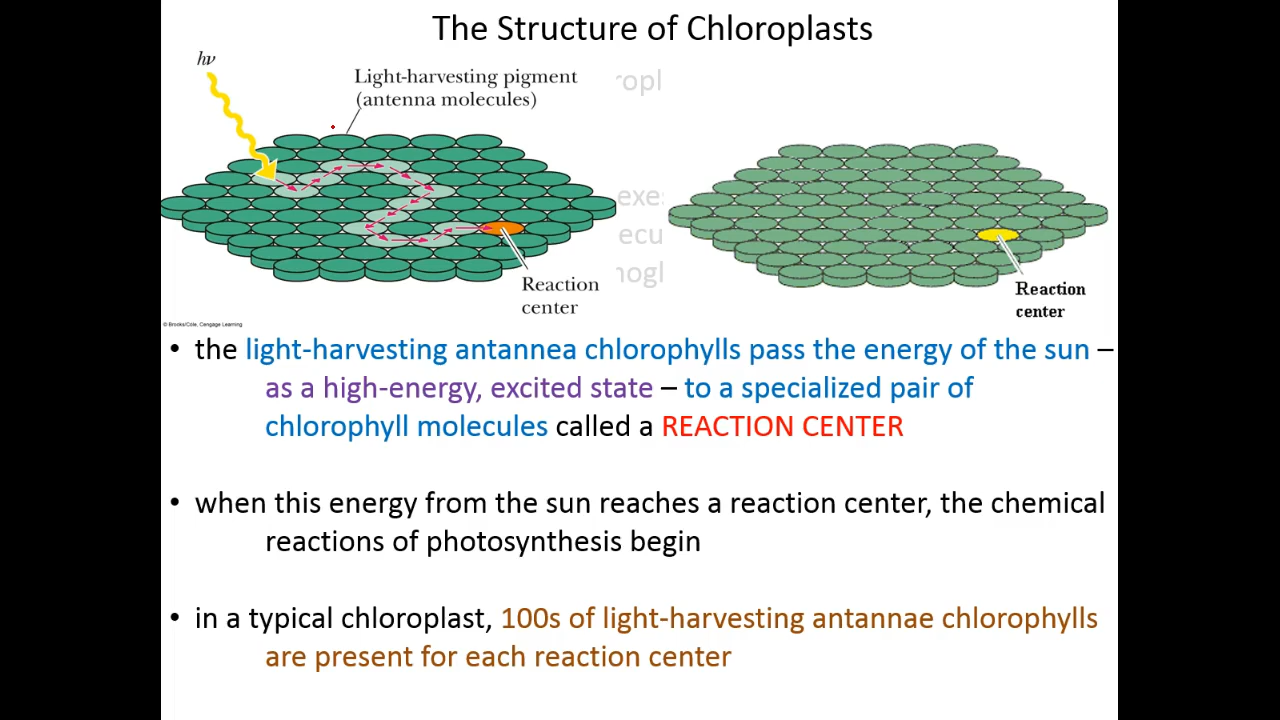 The Structure of Chloroplasts
hν
Light-harvesting pigment
(antenna molecules)
Reaction
center
Reaction
center
© Brooks/Cole, Cengage Learning
• the light-harvesting antannea chlorophylls pass the energy of the sun –
as a high-energy, excited state – to a specialized pair of
chlorophyll molecules called a REACTION CENTER
• when this energy from the sun reaches a reaction center, the chemical
reactions of photosynthesis begin
• in a typical chloroplast, 100s of light-harvesting antannae chlorophylls
are present for each reaction center